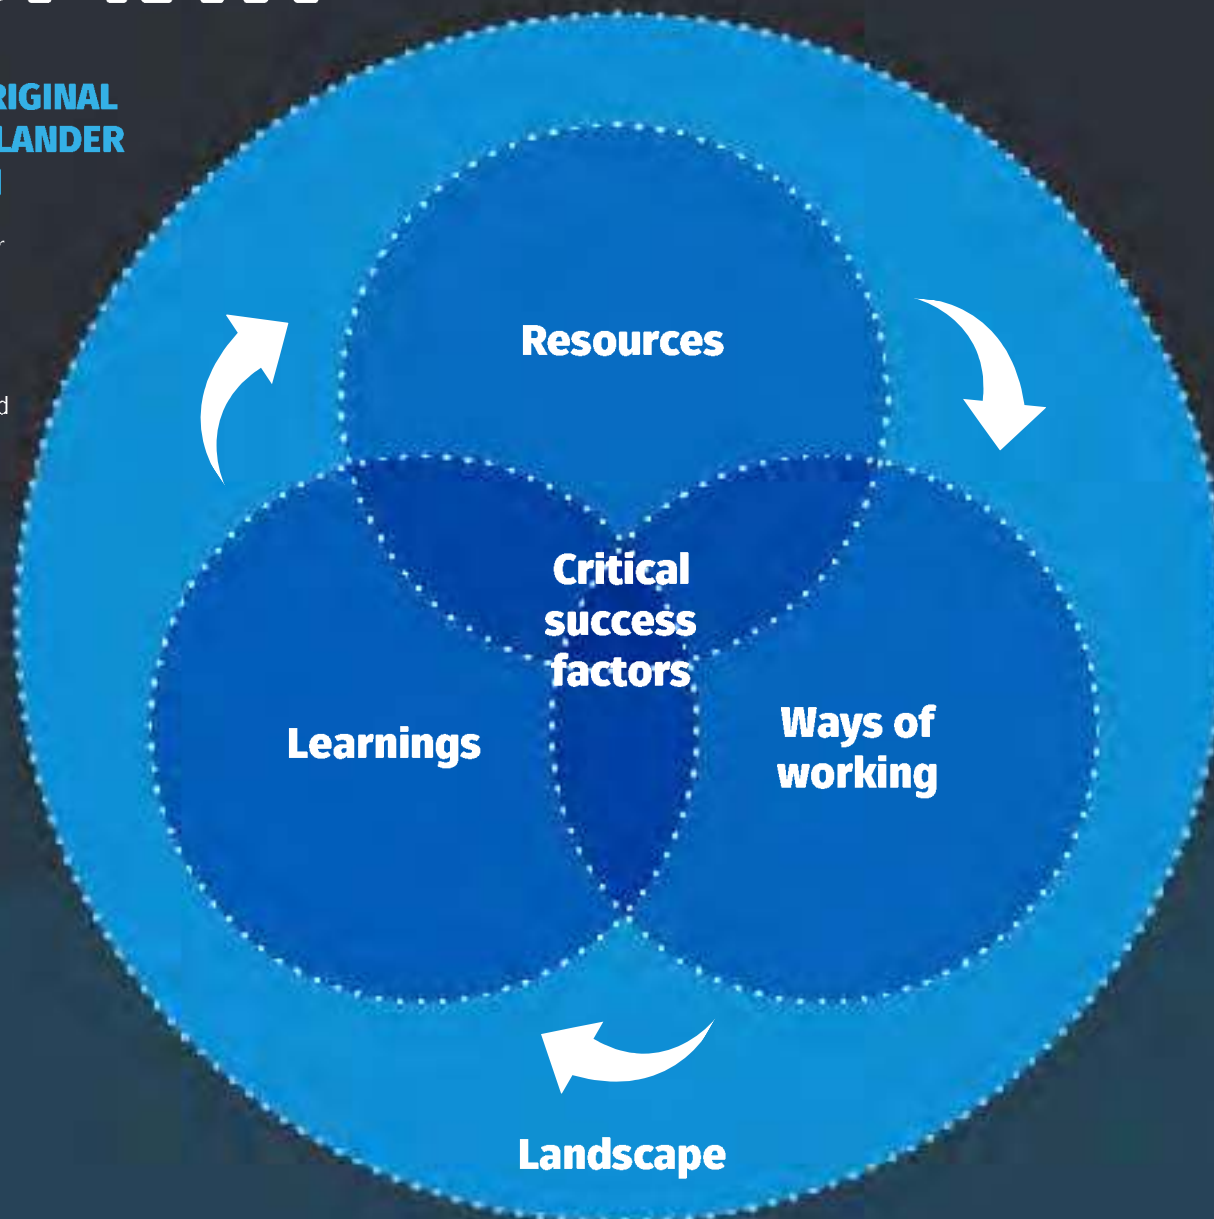 RIGINAL
LANDER
Resources
Critical
success
factors
Learnings
Ways of
working
Landscape